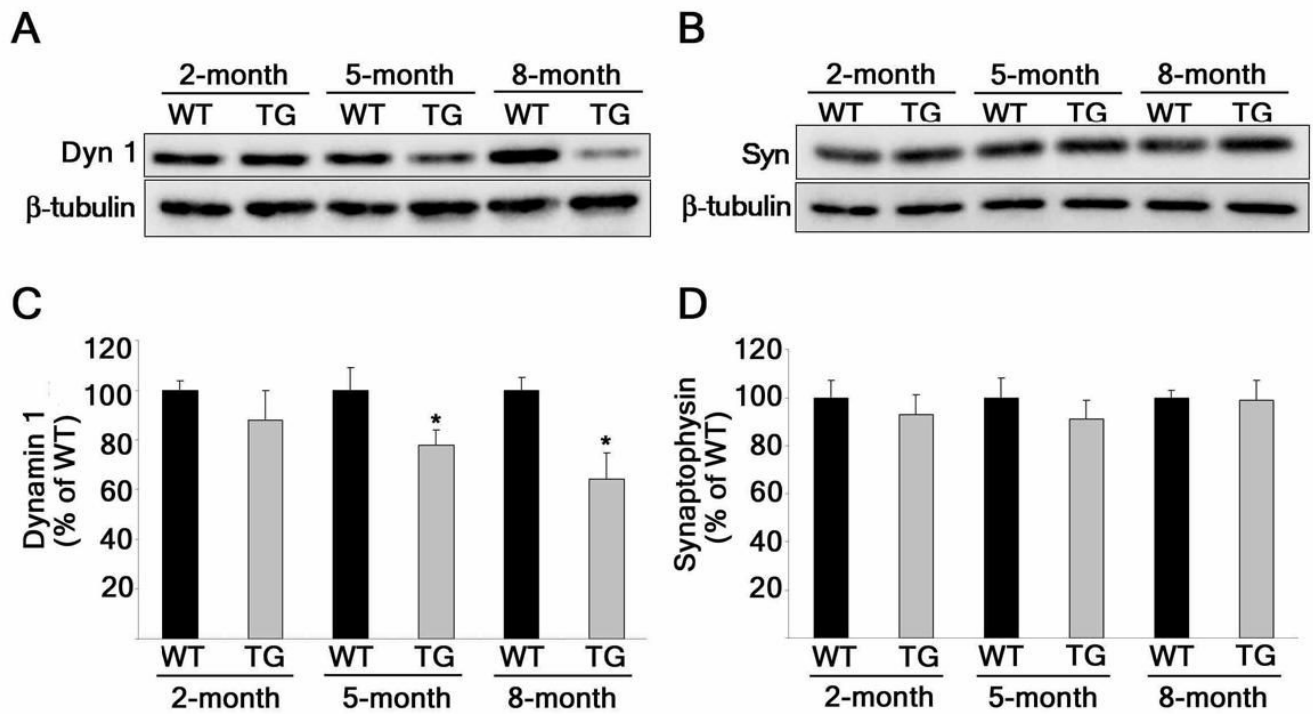 A
2-month 5-month 8-month
WT TG WT TG WT TG
Dyn 1
β-tubulin
B
2-month 5-month 8-month
WT TG WT TG WT TG
Syn
β-tubulin
C
Dynamin 1
(% of WT)
120
100
80
60
40
20
*
*
WT TG WT TG WT TG
2-month 5-month 8-month
D
Synaptophysin
(% of WT)
120
100
80
60
40
20
WT TG WT TG WT TG
2-month 5-month 8-month